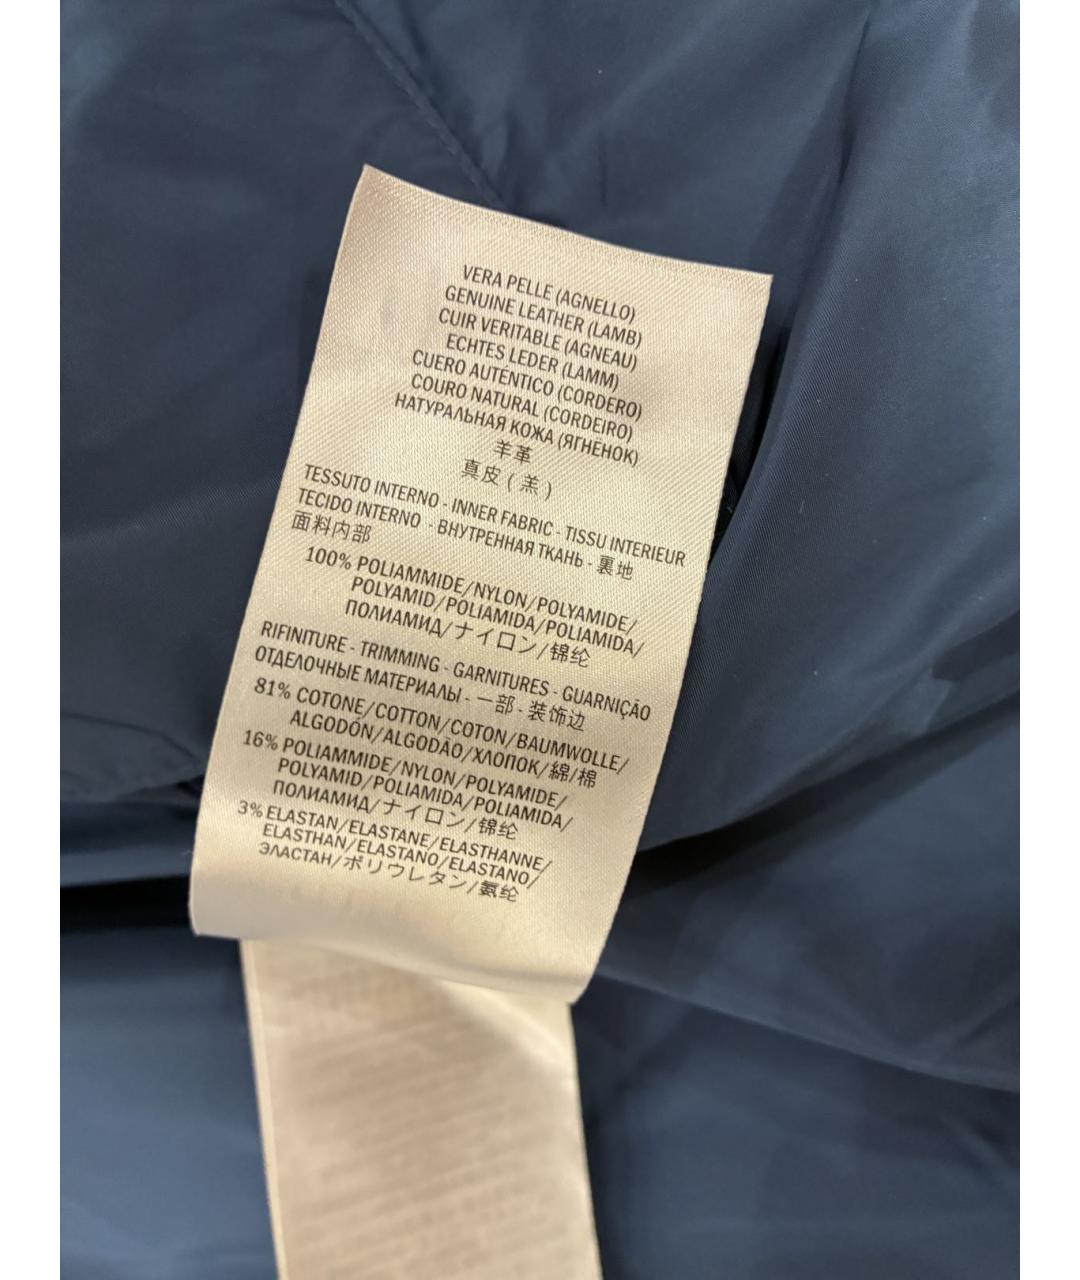 VERA PELLE (AGNELLO)
GENUINE LEATHER (LAMB)
CUIR VERITABLE (AGNEAU)
ECHTES LEDER (LAMM)
CUERO AUTÉNTICO (CORDERO)
COURO NATURAL (CORDEIRO)
НАТУРАЛЬНАЯ КОЖА (ЯГНЁНОК)
羊革
真皮 ( 羔 )
TESSUTO INTERNO - INNER FABRIC - TISSU INTERIEUR
TECIDO INTERNO - ВНУТРЕННАЯ ТКАНЬ - 裏地
面料内部
100% POLIAMMIDE/NYLON/POLYAMIDE/
POLYAMID/POLIAMIDA/POLIAMIDA/
ПОЛИАМИД/ナイロン/锦纶
RIFINITURE - TRIMMING - GARNITURES - GUARNIÇÃO
ОТДЕЛОЧНЫЕ МАТЕРИАЛЫ - 一部 - 装饰边
81% COTONE/COTTON/COTON/BAUMWOLLE/
ALGODÓN/ALGODÃO/ХЛОПОК/綿/棉
16% POLIAMMIDE/NYLON/POLYAMIDE/
POLYAMID/POLIAMIDA/POLIAMIDA/
ПОЛИАМИД/ナイロン/锦纶
3% ELASTAN/ELASTANE/ELASTHANNE/
ELASTHAN/ELASTANO/ELASTANO/
ЭЛАСТАН/ポリウレタン/氨纶